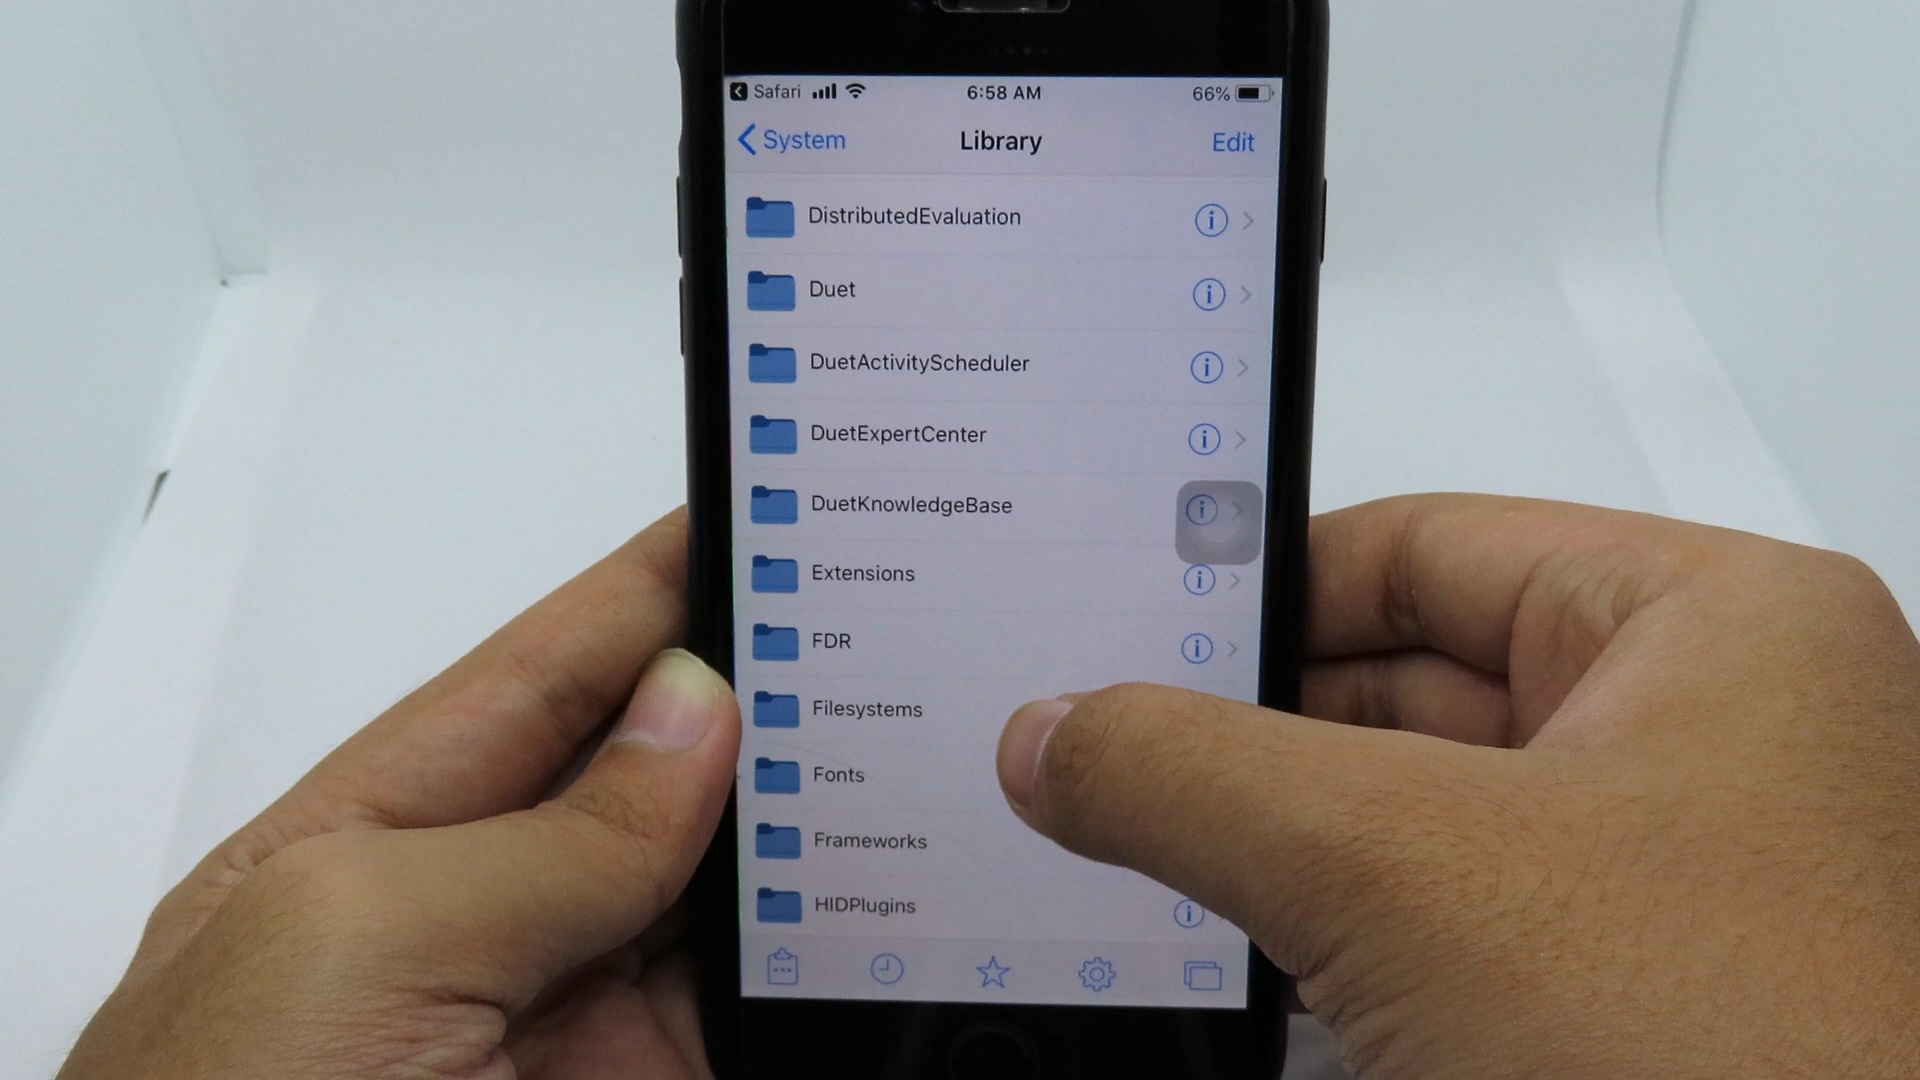 Safari 6:58 AM 66%
System Library Edit
DistributedEvaluation
Duet
DuetActivityScheduler
DuetExpertCenter
DuetKnowledgeBase
Extensions
FDR
Filesystems
Fonts
Frameworks
HIDPlugins